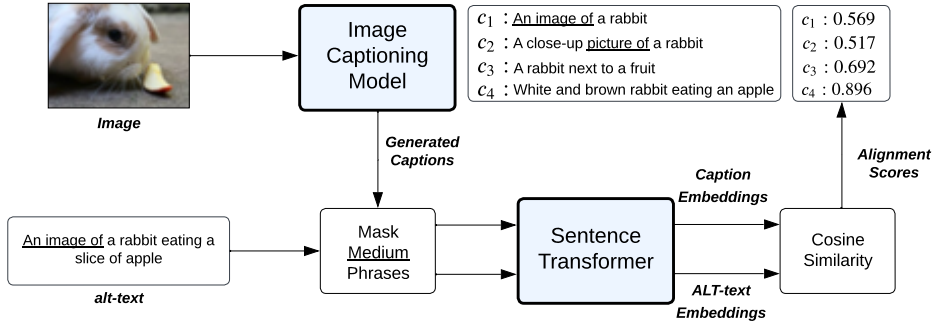 Image
Image
Captioning
Model
c1 : An image of a rabbit
c2 : A close-up picture of a rabbit
c3 : A rabbit next to a fruit
c4 : White and brown rabbit eating an apple
c1 : 0.569
c2 : 0.517
c3 : 0.692
c4 : 0.896
Generated
Captions
Alignment
Scores
An image of a rabbit eating a
slice of apple
alt-text
Mask
Medium
Phrases
Sentence
Transformer
Caption
Embeddings
ALT-text
Embeddings
Cosine
Similarity